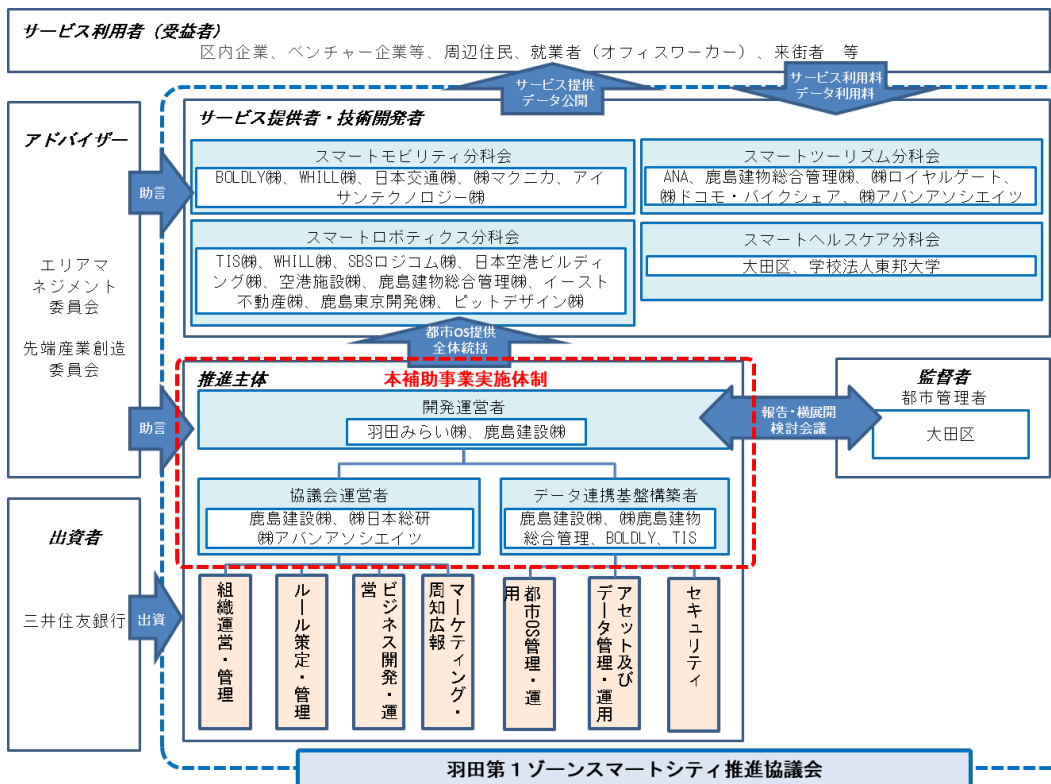 サービス利用者（受益者）
区内企業、ベンチャー企業等、周辺住民、就業者（オフィスワーカー）、来街者　等
サービス提供
データ公開
サービス利用料
データ利用料
アドバイザー
エリアマ
ネジメント
委員会
先端産業創造
委員会
助言
助言
サービス提供者・技術開発者
スマートモビリティ分科会
BOLDLY㈱、WHILL㈱、日本交通㈱、㈱マクニカ、アイ
サンテクノロジー㈱
スマートツーリズム分科会
ANA、鹿島建物総合管理㈱、㈱ロイヤルゲート、
㈱ドコモ・バイクシェア、㈱アバンアソシエイツ
スマートロボティクス分科会
TIS㈱、WHILL㈱、SBSロジコム㈱、日本空港ビルディ
ング㈱、空港施設㈱、鹿島建物総合管理㈱、イースト
不動産㈱、鹿島東京開発㈱、ピットデザイン㈱
スマートヘルスケア分科会
大田区、学校法人東邦大学
都市OS提供
全体統括
推進主体
本補助事業実施体制
開発運営者
羽田みらい㈱、鹿島建設㈱
報告・横展開
検討会議
監督者
都市管理者
大田区
協議会運営者
鹿島建設㈱、㈱日本総研
㈱アバンアソシエイツ
データ連携基盤構築者
鹿島建設㈱、㈱鹿島建物
総合管理、BOLDLY、TIS
出資者
三井住友銀行
出資
組織運営・管理
ルール策定・管理
ビジネス開発・運
営
マーケティング・
周知広報
都市OS管理・運
用
アセット及び
データ管理・運用
セキュリティ
羽田第１ゾーンスマートシティ推進協議会